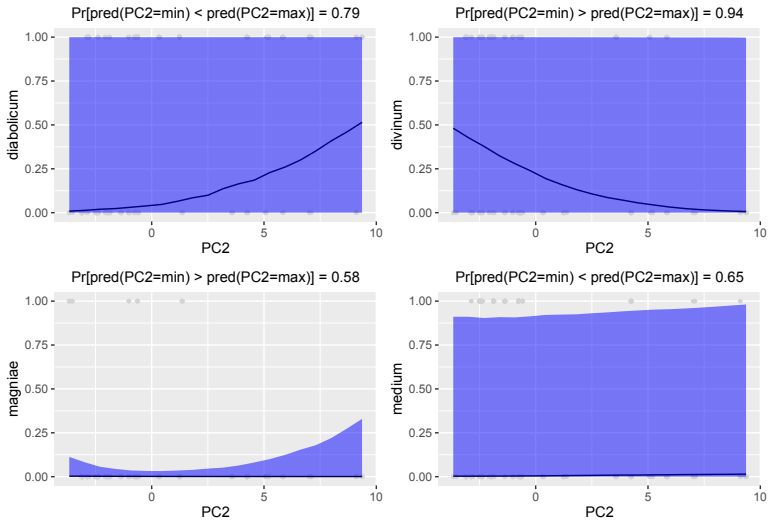 Pr[pred(PC2=min) < pred(PC2=max)] = 0.79
1.00
0.75
0.50
0.25
0.00
diabolicum
0
5
10
PC2
Pr[pred(PC2=min) > pred(PC2=max)] = 0.94
1.00
0.75
0.50
0.25
0.00
divinum
0
5
10
PC2
Pr[pred(PC2=min) > pred(PC2=max)] = 0.58
1.00
0.75
0.50
0.25
0.00
magniae
0
5
10
PC2
Pr[pred(PC2=min) < pred(PC2=max)] = 0.65
1.00
0.75
0.50
0.25
0.00
medium
0
5
10
PC2